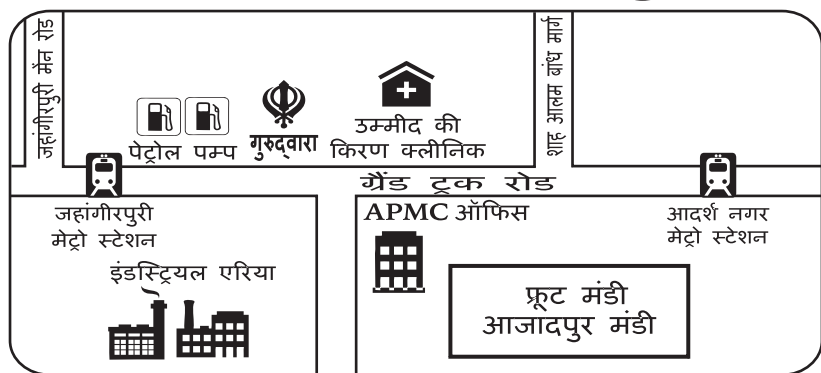 जहांगीरपुरी मेन रोड
शाह आलम बांध मार्ग
पेट्रोल पम्प
गुरुद्वारा
उम्मीद की
किरण क्लीनिक
ग्रैंड ट्रक रोड
जहांगीरपुरी
मेट्रो स्टेशन
APMC ऑफिस
आदर्श नगर
मेट्रो स्टेशन
इंडस्ट्रियल एरिया
फ्रूट मंडी
आजादपुर मंडी